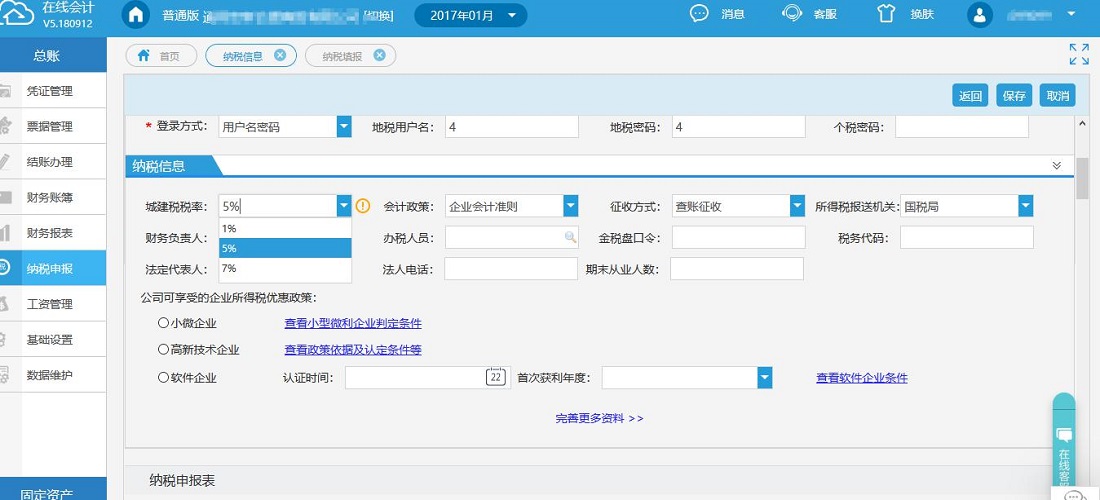 在线会计
V5.180912
普通版
[切换]
2017年01月
消息
客服
换肤
总账
首页
纳税信息
纳税填报
凭证管理
票据管理
结账办理
财务账簿
财务报表
纳税申报
工资管理
基础设置
数据维护
固定资产
返回
保存
取消
* 登录方式: 用户名密码 地税用户名: 4 地税密码: 4 个税密码:
纳税信息
城建税税率: 5% 会计政策: 企业会计准则 征收方式: 查账征收 所得税报送机关: 国税局
1%
财务负责人: 5% 办税人员: 金税盘口令: 税务代码:
法定代表人: 7% 法人电话: 期末从业人数:
公司可享受的企业所得税优惠政策:
小微企业 查看小型微利企业判定条件
高新技术企业 查看政策依据及认定条件等
软件企业 认证时间: 22 首次获利年度: 查看软件企业条件
完善更多资料 >>
纳税申报表
在线客服